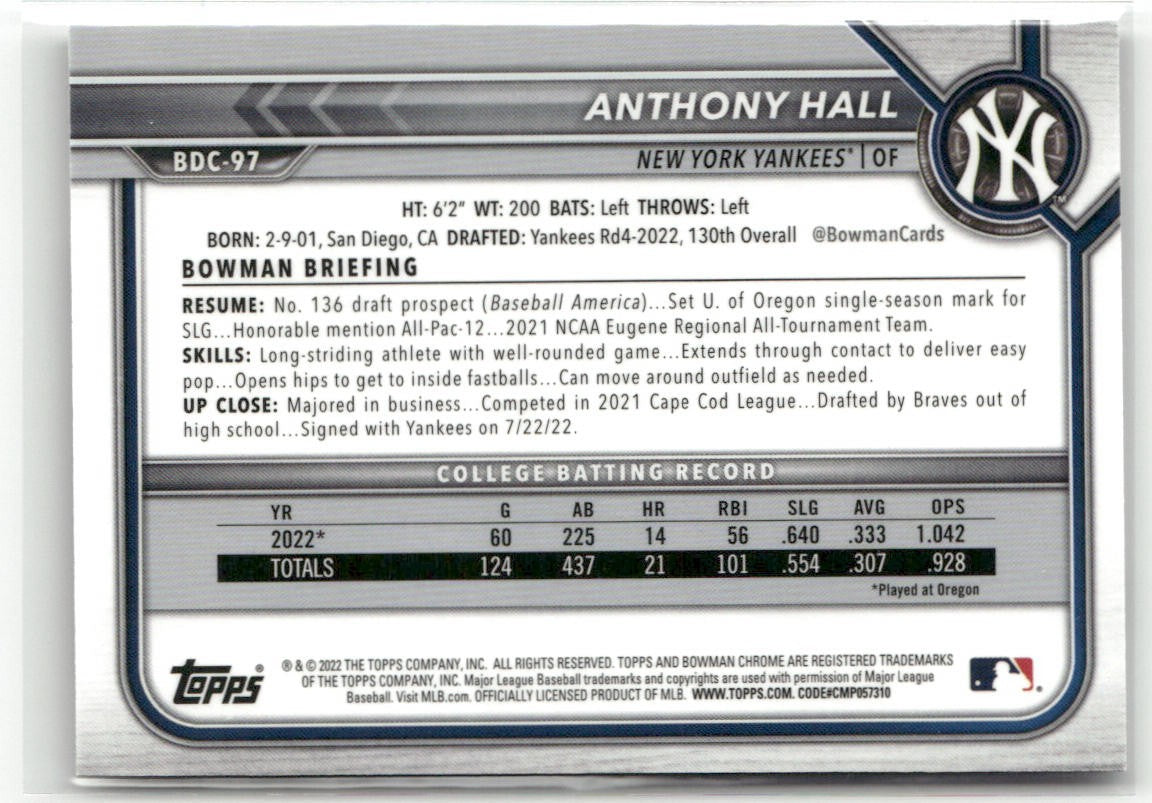 ANTHONY HALL
BDC-97
NEW YORK YANKEES® | OF
NY
TM
HT: 6'2" WT: 200 BATS: Left THROWS: Left
BORN: 2-9-01, San Diego, CA DRAFTED: Yankees Rd4-2022, 130th Overall @BowmanCards
BOWMAN BRIEFING
RESUME: No. 136 draft prospect (Baseball America)...Set U. of Oregon single-season mark for
SLG...Honorable mention All-Pac-12...2021 NCAA Eugene Regional All-Tournament Team.
SKILLS: Long-striding athlete with well-rounded game...Extends through contact to deliver easy
pop...Opens hips to get to inside fastballs...Can move around outfield as needed.
UP CLOSE: Majored in business...Competed in 2021 Cape Cod League...Drafted by Braves out of
high school...Signed with Yankees on 7/22/22.
COLLEGE BATTING RECORD
YR G AB HR RBI SLG AVG OPS
2022* 60 225 14 56 .640 .333 1.042
TOTALS 124 437 21 101 .554 .307 .928
*Played at Oregon
Topps®
® & © 2022 THE TOPPS COMPANY, INC. ALL RIGHTS RESERVED. TOPPS AND BOWMAN CHROME ARE REGISTERED TRADEMARKS
OF THE TOPPS COMPANY, INC. Major League Baseball trademarks and copyrights are used with permission of Major League
Baseball. Visit MLB.com. OFFICIALLY LICENSED PRODUCT OF MLB. WWW.TOPPS.COM. CODE#CMP057310
®